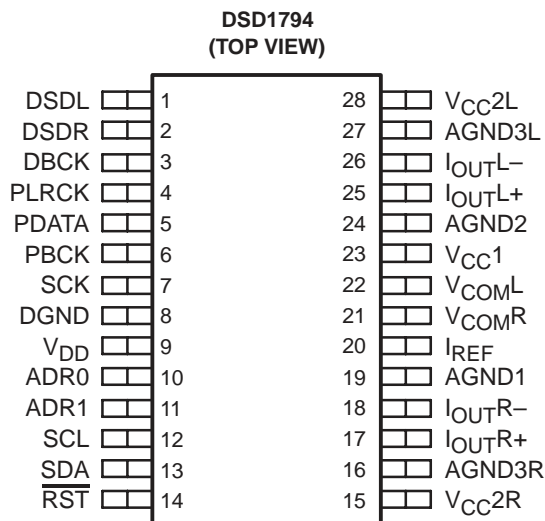 DSD1794
(TOP VIEW)
DSDL 1 28 VCC2L
DSDR 2 27 AGND3L
DBCK 3 26 IOUTL–
PLRCK 4 25 IOUTL+
PDATA 5 24 AGND2
PBCK 6 23 VCC1
SCK 7 22 VCOML
DGND 8 21 VCOMR
VDD 9 20 IREF
ADR0 10 19 AGND1
ADR1 11 18 IOUTR–
SCL 12 17 IOUTR+
SDA 13 16 AGND3R
RST 14 15 VCC2R